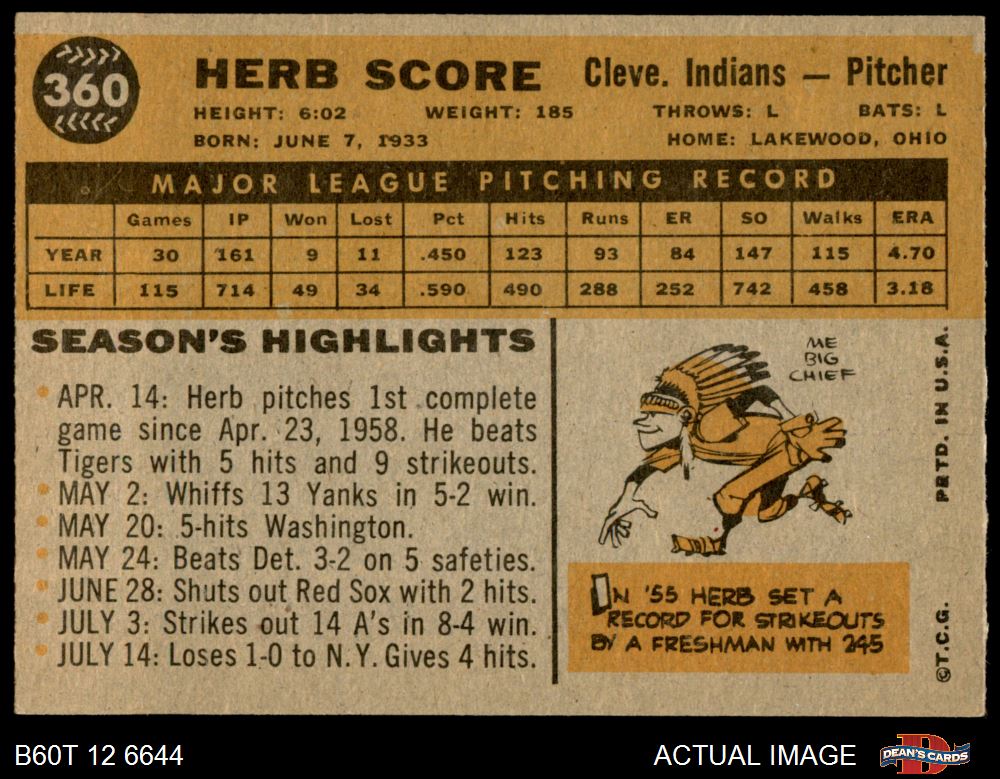 360
HERB SCORE Cleve. Indians — Pitcher
HEIGHT: 6:02 WEIGHT: 185 THROWS: L BATS: L
BORN: JUNE 7, 1933 HOME: LAKEWOOD, OHIO
MAJOR LEAGUE PITCHING RECORD
Games IP Won Lost Pct Hits Runs ER SO Walks ERA
YEAR 30 161 9 11 .450 123 93 84 147 115 4.70
LIFE 115 714 49 34 .590 490 288 252 742 458 3.18
SEASON'S HIGHLIGHTS
• APR. 14: Herb pitches 1st complete
game since Apr. 23, 1958. He beats
Tigers with 5 hits and 9 strikeouts.
• MAY 2: Whiffs 13 Yanks in 5-2 win.
• MAY 20: 5-hits Washington.
• MAY 24: Beats Det. 3-2 on 5 safeties.
• JUNE 28: Shuts out Red Sox with 2 hits.
• JULY 3: Strikes out 14 A's in 8-4 win.
• JULY 14: Loses 1-0 to N.Y. Gives 4 hits.
ME
BIG
CHIEF
IN '55 HERB SET A
RECORD FOR STRIKEOUTS
BY A FRESHMAN WITH 245
©T.C.G. PRTD. IN U.S.A.
B60T 12 6644 ACTUAL IMAGE
DEAN'S CARDS